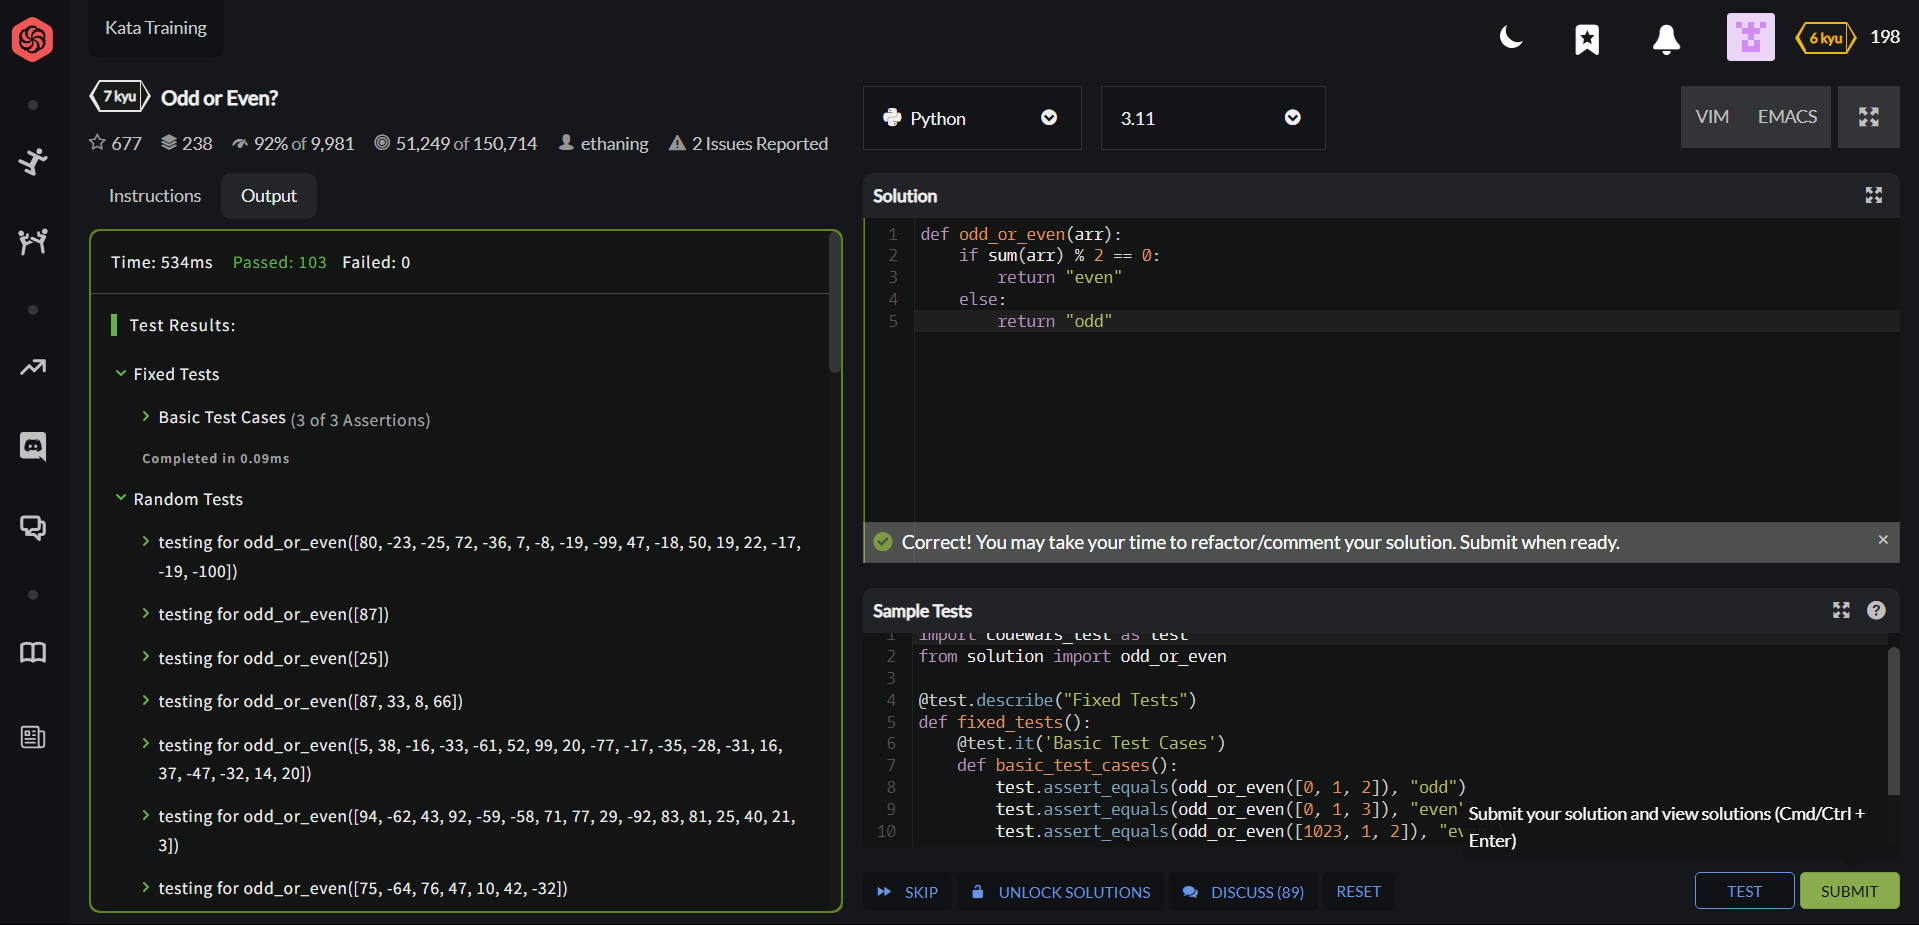 Kata Training
6 kyu
198
7 kyu
Odd or Even?
677
238
92% of 9,981
51,249 of 150,714
ethaning
2 Issues Reported
Instructions
Output
Time: 534ms Passed: 103 Failed: 0
Test Results:
Fixed Tests
Basic Test Cases (3 of 3 Assertions)
Completed in 0.09ms
Random Tests
testing for odd_or_even([80, -23, -25, 72, -36, 7, -8, -19, -99, 47, -18, 50, 19, 22, -17,
-19, -100])
testing for odd_or_even([87])
testing for odd_or_even([25])
testing for odd_or_even([87, 33, 8, 66])
testing for odd_or_even([5, 38, -16, -33, -61, 52, 99, 20, -77, -17, -35, -28, -31, 16,
37, -47, -32, 14, 20])
testing for odd_or_even([94, -62, 43, 92, -59, -58, 71, 77, 29, -92, 83, 81, 25, 40, 21,
3])
testing for odd_or_even([75, -64, 76, 47, 10, 42, -32])
Python
3.11
VIM
EMACS
Solution
1 def odd_or_even(arr):
2     if sum(arr) % 2 == 0:
3         return "even"
4     else:
5         return "odd"
Correct! You may take your time to refactor/comment your solution. Submit when ready.
Sample Tests
1 import codewars_test as test
2 from solution import odd_or_even
3
4 @test.describe("Fixed Tests")
5 def fixed_tests():
6     @test.it('Basic Test Cases')
7     def basic_test_cases():
8         test.assert_equals(odd_or_even([0, 1, 2]), "odd")
9         test.assert_equals(odd_or_even([0, 1, 3]), "even"
10         test.assert_equals(odd_or_even([1023, 1, 2]), "ev
Submit your solution and view solutions (Cmd/Ctrl +
Enter)
SKIP
UNLOCK SOLUTIONS
DISCUSS (89)
RESET
TEST
SUBMIT